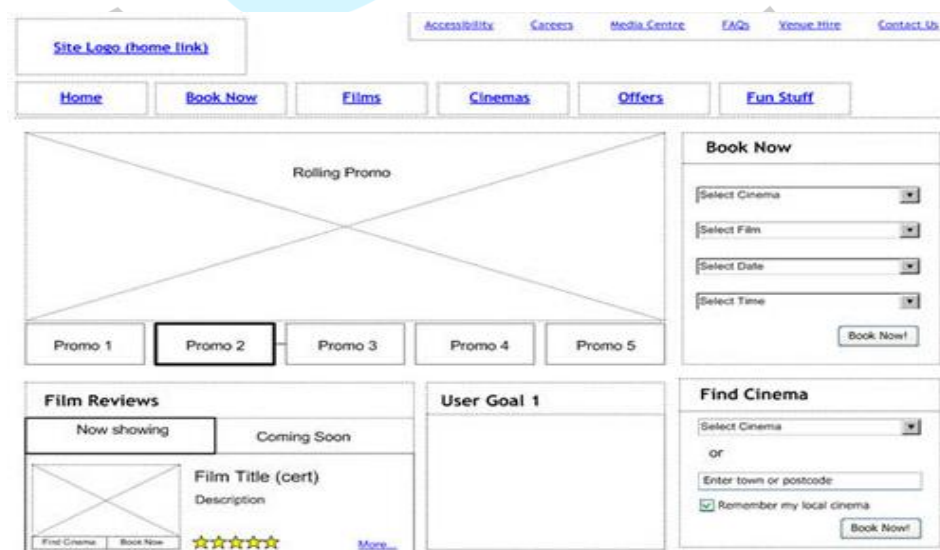 Accessibility Careers Media Centre FAQs Venue Hire Contact Us
Site Logo (home link)
Home Book Now Films Cinemas Offers Fun Stuff
Rolling Promo
Promo 1 Promo 2 Promo 3 Promo 4 Promo 5
Book Now
Select Cinema
Select Film
Select Date
Select Time
Book Now!
Film Reviews
Now showing Coming Soon
Film Title (cert)
Description
Find Cinema Book Now
More...
User Goal 1
Find Cinema
Select Cinema
or
Enter town or postcode
Remember my local cinema
Book Now!